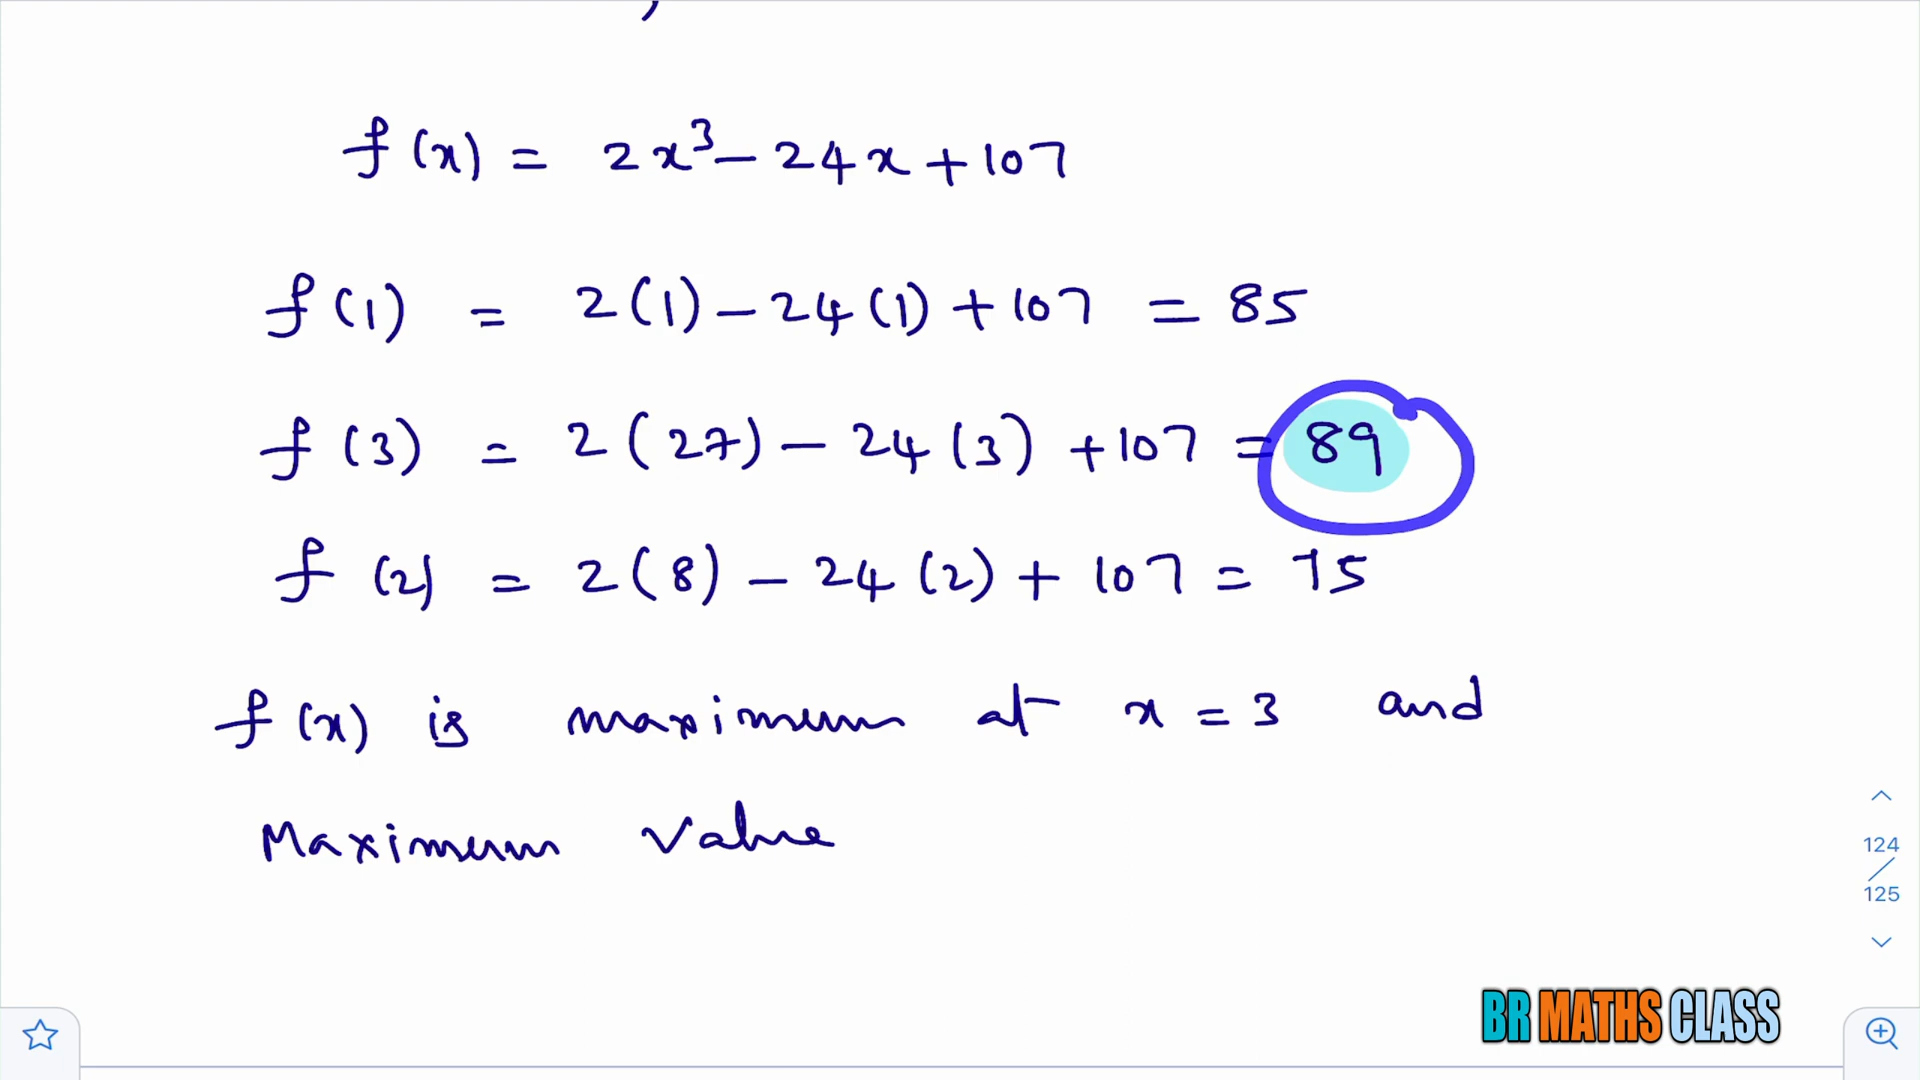 f(x) = 2x³ - 24x + 107
f(1) = 2(1) - 24(1) + 107 = 85
f(3) = 2(27) - 24(3) + 107 = 89
f(2) = 2(8) - 24(2) + 107 = 75
f(x) is maximum at x = 3 and
Maximum value
124
/
125
BR MATHS CLASS